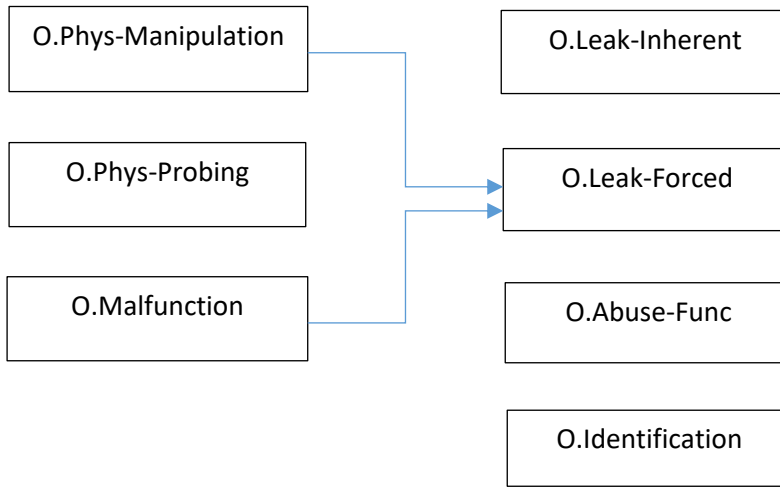 O.Phys-Manipulation
O.Leak-Inherent
O.Phys-Probing
O.Leak-Forced
O.Malfunction
O.Abuse-Func
O.Identification